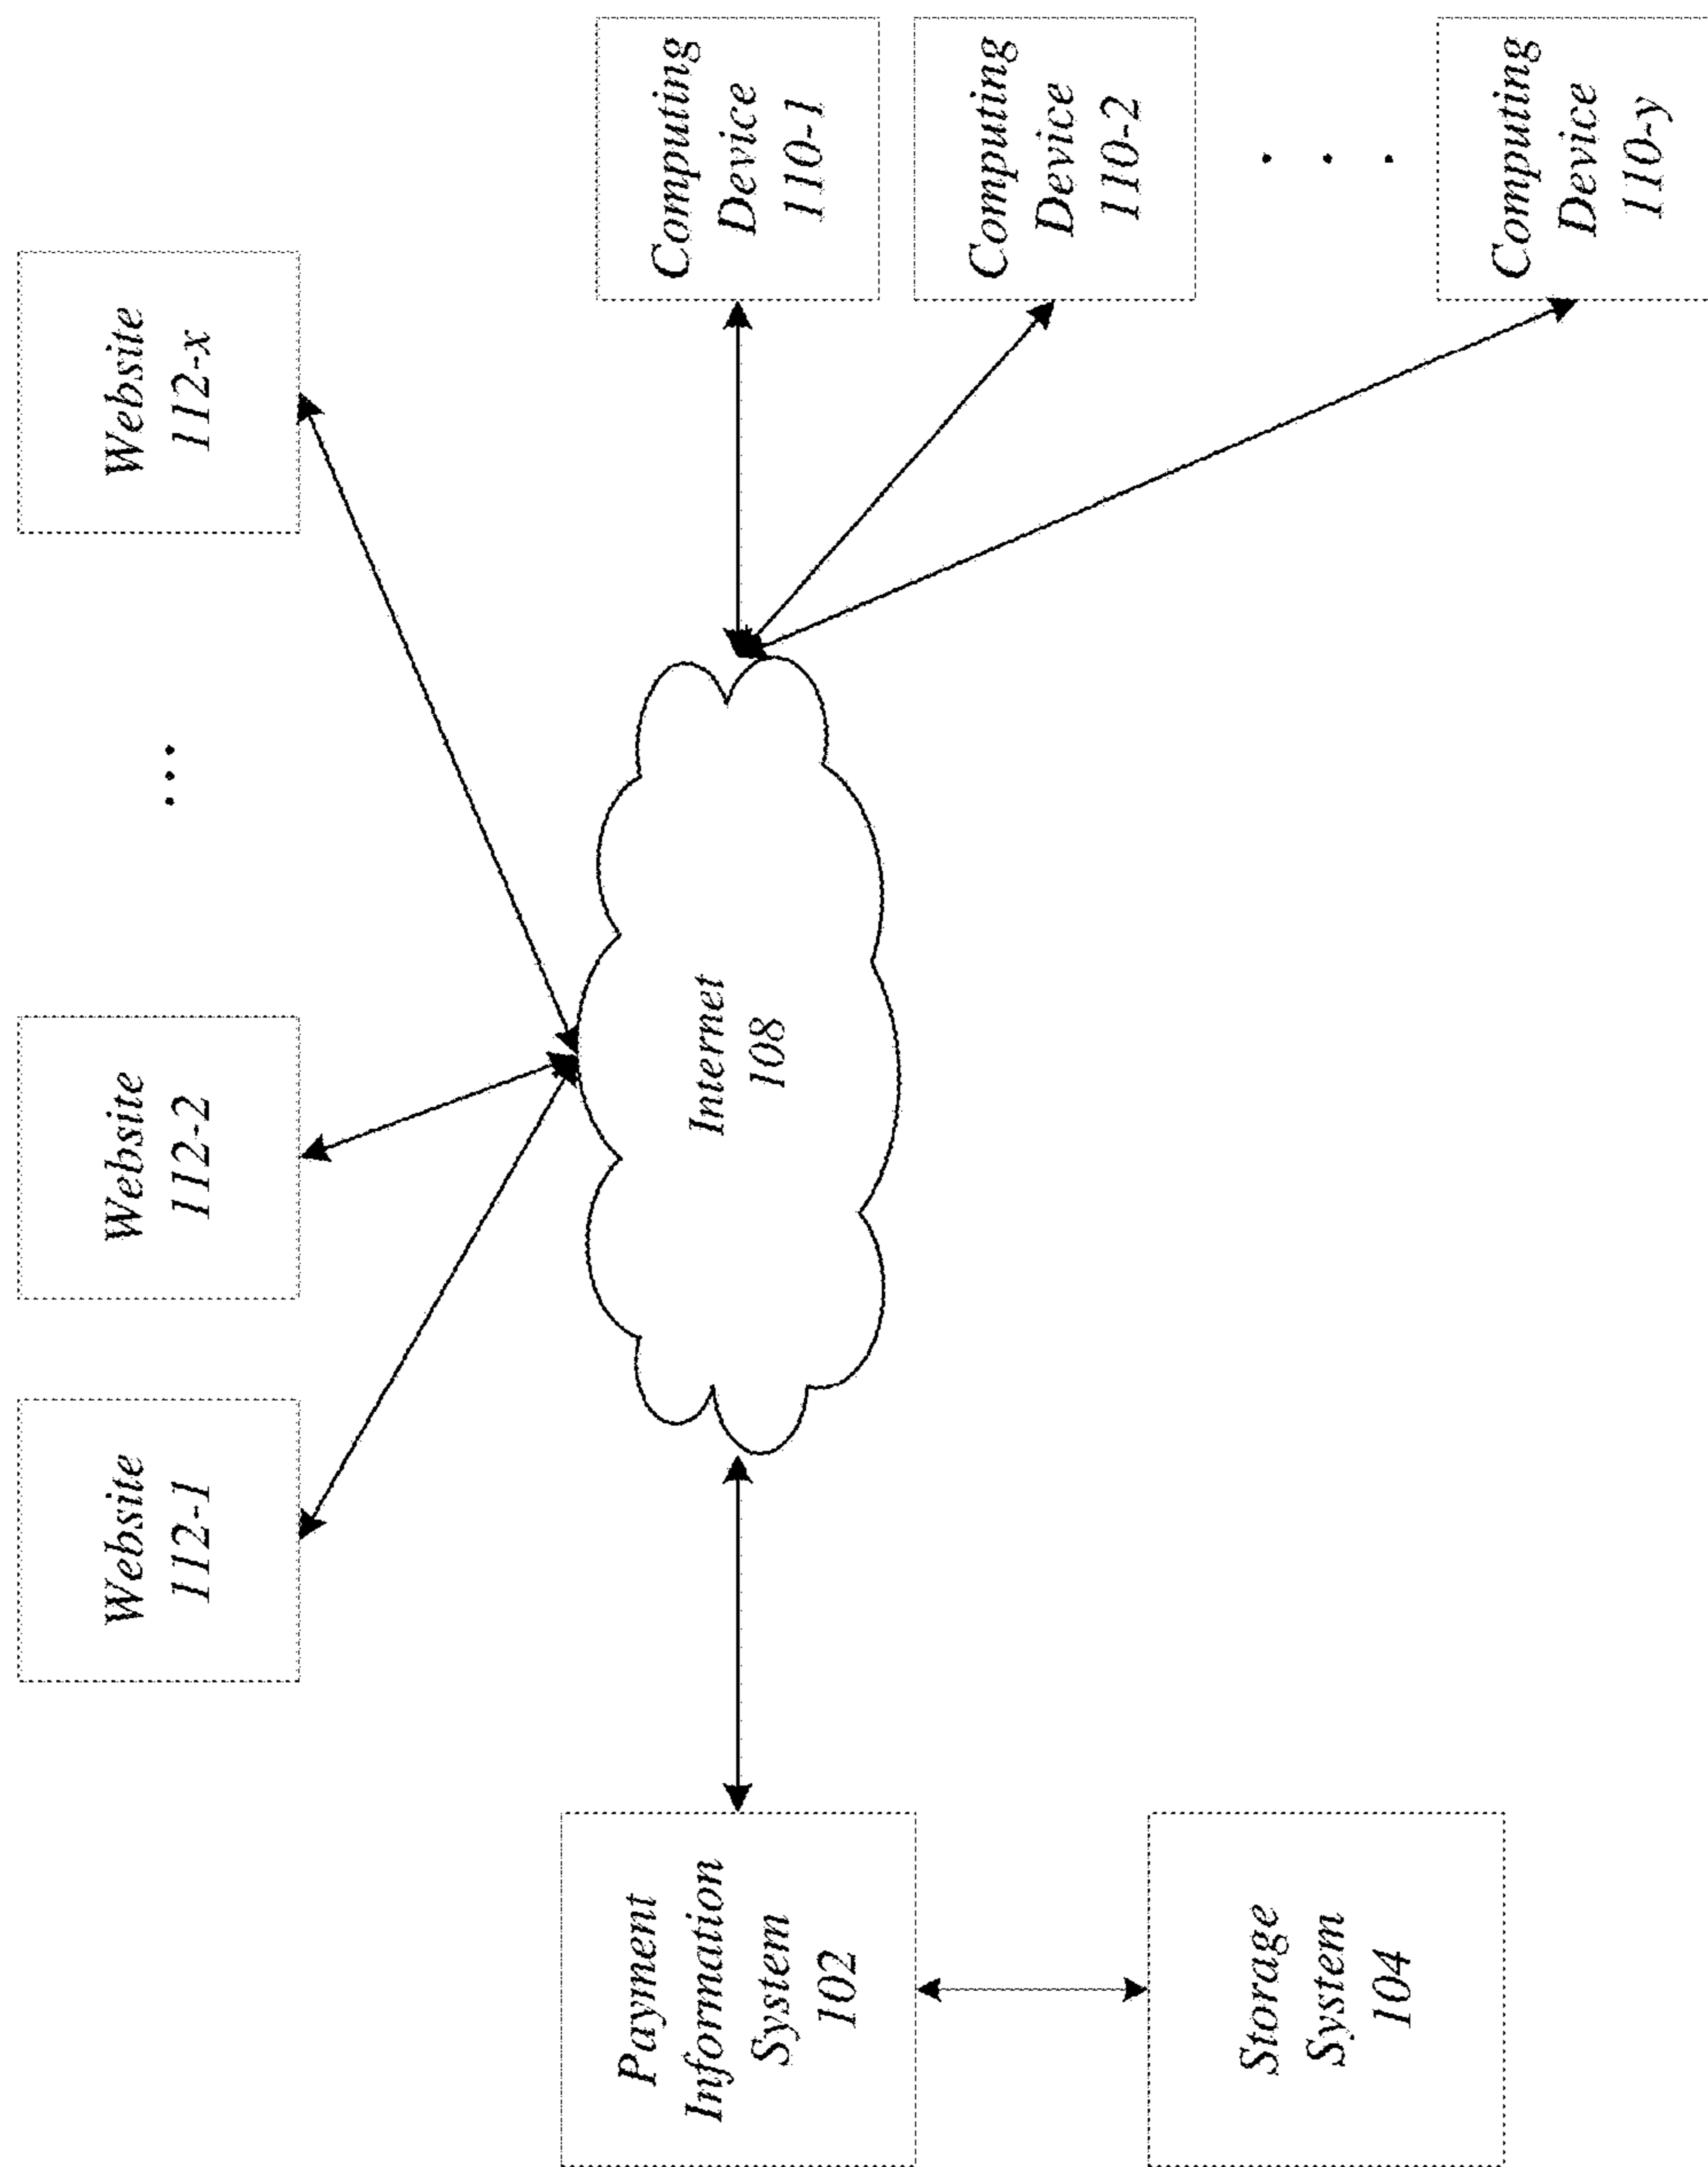 Website
112-1
Website
112-2
...
Website
112-x
Payment
Information
System
102
Internet
108
Computing
Device
110-1
Computing
Device
110-2
. . .
Computing
Device
110-y
Storage
System
104